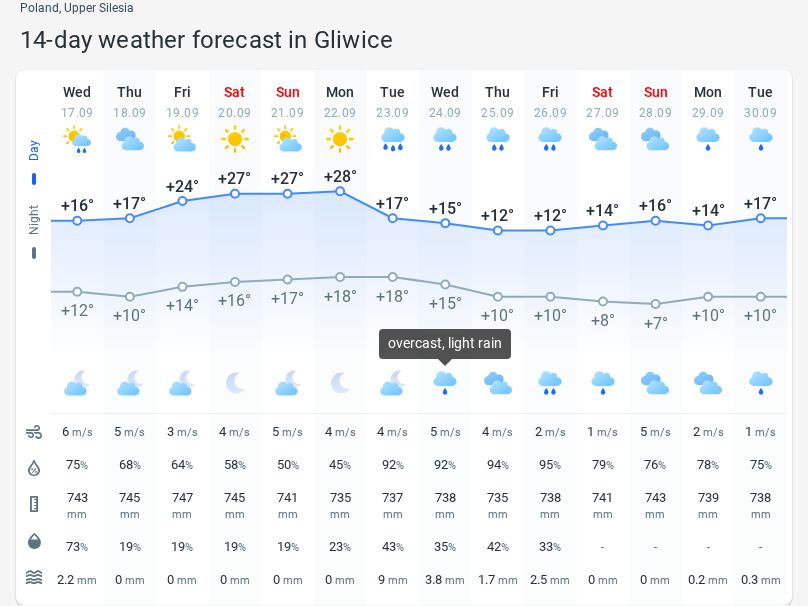 Poland, Upper Silesia
14-day weather forecast in Gliwice
Wed Thu Fri Sat Sun Mon Tue Wed Thu Fri Sat Sun Mon Tue
17.09 18.09 19.09 20.09 21.09 22.09 23.09 24.09 25.09 26.09 27.09 28.09 29.09 30.09
Day
+16° +17° +24° +27° +27° +28° +17° +15° +12° +12° +14° +16° +14° +17°
Night
+12° +10° +14° +16° +17° +18° +18° +15° +10° +10° +8° +7° +10° +10°
overcast, light rain
6 m/s 5 m/s 3 m/s 4 m/s 5 m/s 4 m/s 4 m/s 5 m/s 4 m/s 2 m/s 1 m/s 5 m/s 2 m/s 1 m/s
75% 68% 64% 58% 50% 45% 92% 92% 94% 95% 79% 76% 78% 75%
743 745 747 745 741 735 737 738 735 738 741 743 739 738
mm mm mm mm mm mm mm mm mm mm mm mm mm mm
73% 19% 19% 19% 19% 23% 43% 35% 42% 33% - - - -
2.2 mm 0 mm 0 mm 0 mm 0 mm 0 mm 9 mm 3.8 mm 1.7 mm 2.5 mm 0 mm 0 mm 0.2 mm 0.3 mm